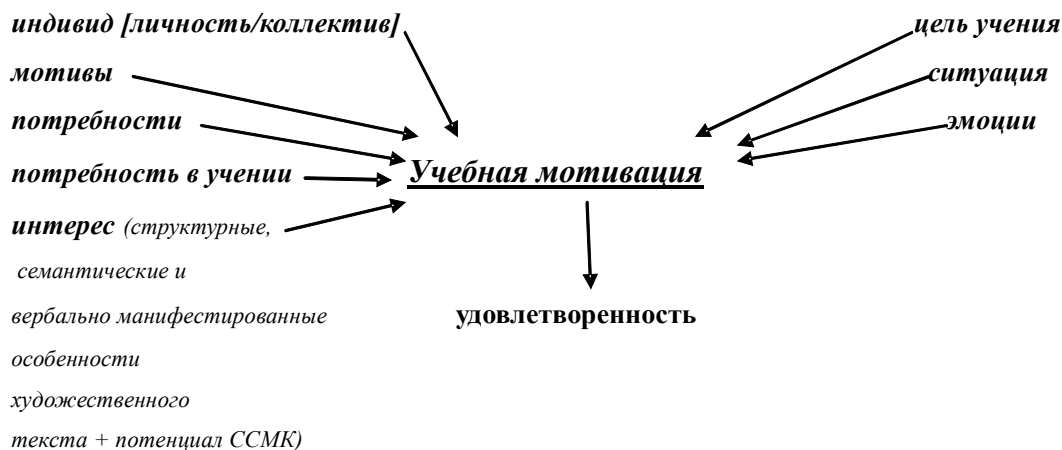 индивид [личность/коллектив]
цель учения
мотивы
ситуация
потребности
эмоции
потребность в учении
Учебная мотивация
интерес (структурные,
семантические и
вербально манифестированные
удовлетворенность
особенности
художественного
текста + потенциал ССМК)